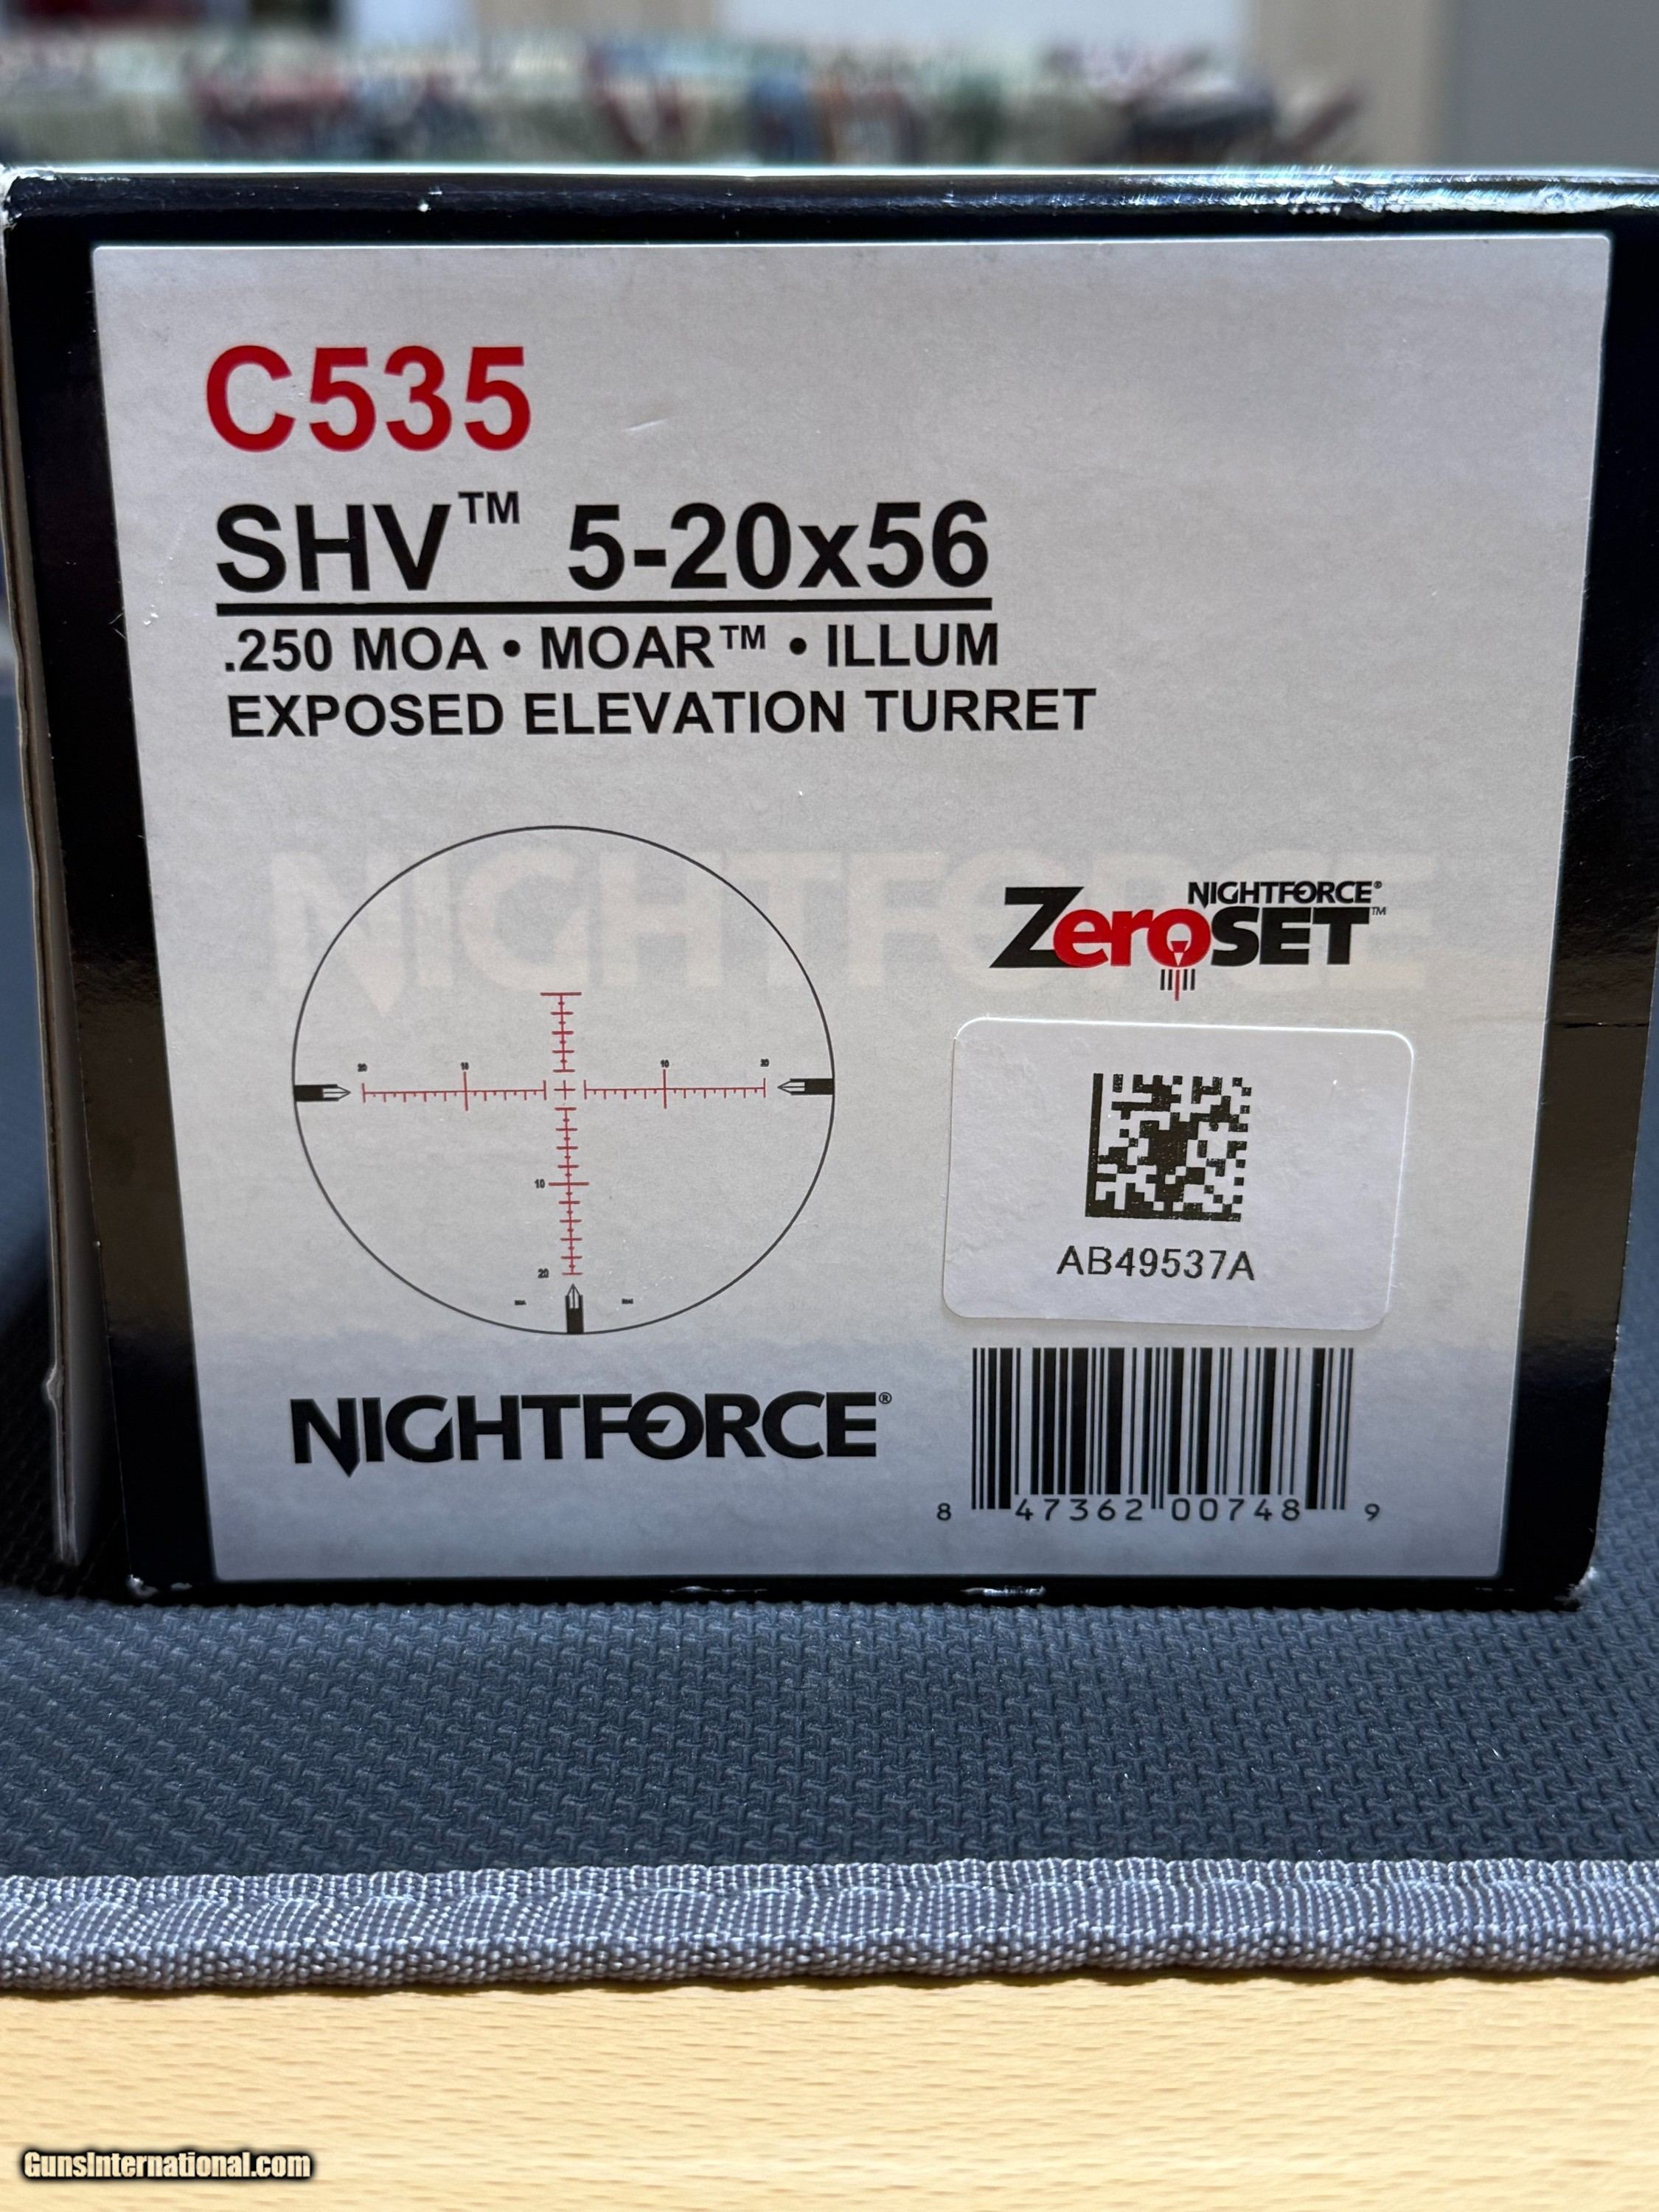 C535
SHV™ 5-20x56
.250 MOA • MOAR™ • ILLUM
EXPOSED ELEVATION TURRET
NIGHTFORCE
NIGHTFORCE®
ZeroSET™
20 10 10 20
10
20
AB49537A
NIGHTFORCE®
8 47362 00748 9
GunsInternational.com